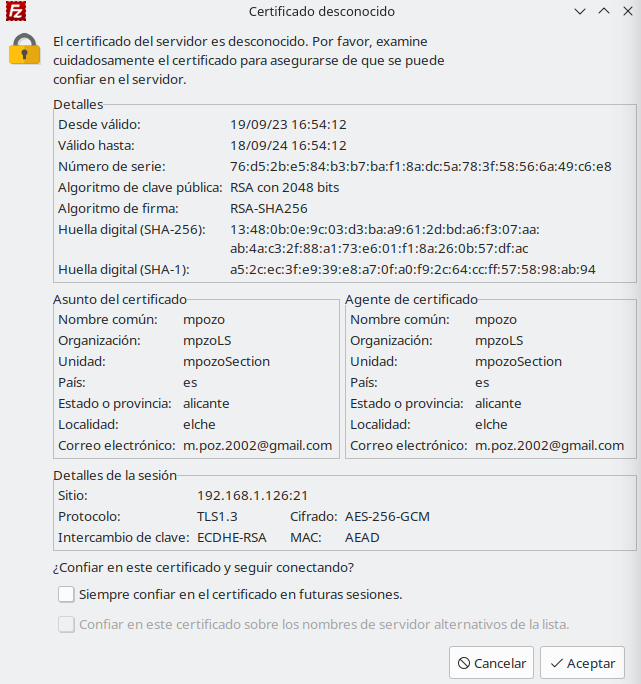 Certificado desconocido
El certificado del servidor es desconocido. Por favor, examine
cuidadosamente el certificado para asegurarse de que se puede
confiar en el servidor.
Detalles
Desde válido: 19/09/23 16:54:12
Válido hasta: 18/09/24 16:54:12
Número de serie: 76:d5:2b:e5:84:b3:b7:ba:f1:8a:dc:5a:78:3f:58:56:6a:49:c6:e8
Algoritmo de clave pública: RSA con 2048 bits
Algoritmo de firma: RSA-SHA256
Huella digital (SHA-256): 13:48:0b:0e:9c:03:d3:ba:a9:61:2d:bd:a6:f3:07:aa:
ab:4a:c3:2f:88:a1:73:e6:01:f1:8a:26:0b:57:df:ac
Huella digital (SHA-1): a5:2c:ec:3f:e9:39:e8:a7:0f:a0:f9:2c:64:cc:ff:57:58:98:ab:94
Asunto del certificado
Nombre común: mpozo
Organización: mpzoLS
Unidad: mpozoSection
País: es
Estado o provincia: alicante
Localidad: elche
Correo electrónico: m.poz.2002@gmail.com
Agente de certificado
Nombre común: mpozo
Organización: mpzoLS
Unidad: mpozoSection
País: es
Estado o provincia: alicante
Localidad: elche
Correo electrónico: m.poz.2002@gmail.com
Detalles de la sesión
Sitio: 192.168.1.126:21
Protocolo: TLS1.3 Cifrado: AES-256-GCM
Intercambio de clave: ECDHE-RSA MAC: AEAD
¿Confiar en este certificado y seguir conectando?
Siempre confiar en el certificado en futuras sesiones.
Confiar en este certificado sobre los nombres de servidor alternativos de la lista.
Cancelar Aceptar